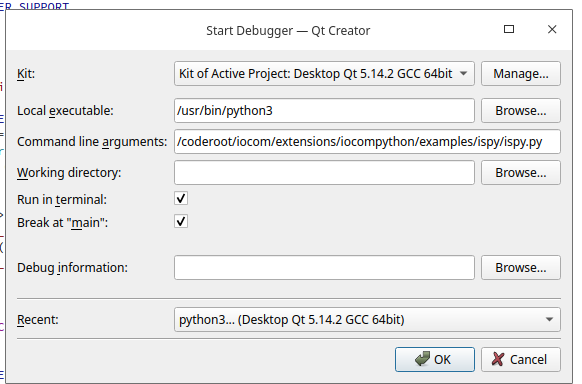 ER SUPPORT
Start Debugger — Qt Creator
Kit: Kit of Active Project: Desktop Qt 5.14.2 GCC 64bit Manage...
Local executable: /usr/bin/python3 Browse...
Command line arguments: /coderoot/iocom/extensions/iocompython/examples/ispy/ispy.py
Working directory: Browse...
Run in terminal:
Break at "main":
Debug information: Browse...
Recent: python3... (Desktop Qt 5.14.2 GCC 64bit)
OK Cancel